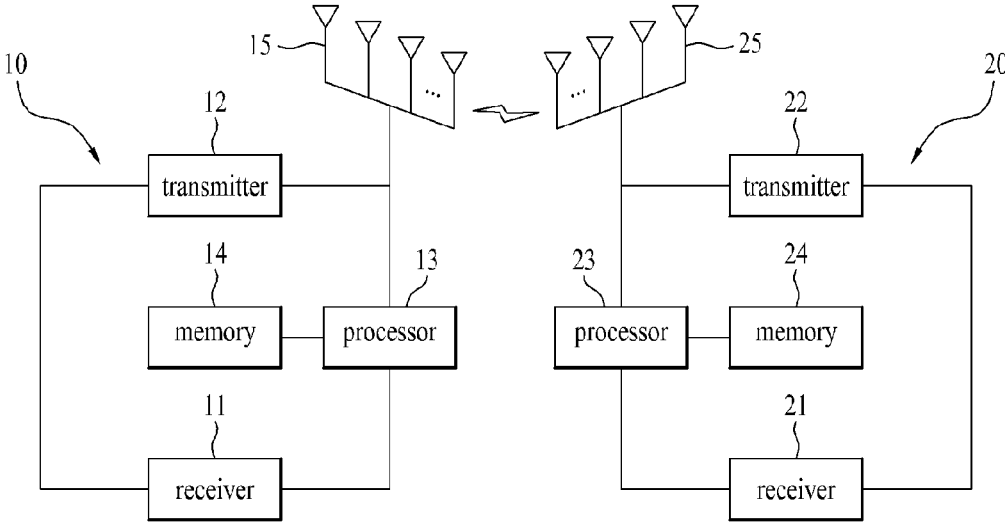 15
...
...
25
10
20
12
22
transmitter
transmitter
14
13
23
24
memory
processor
processor
memory
11
21
receiver
receiver